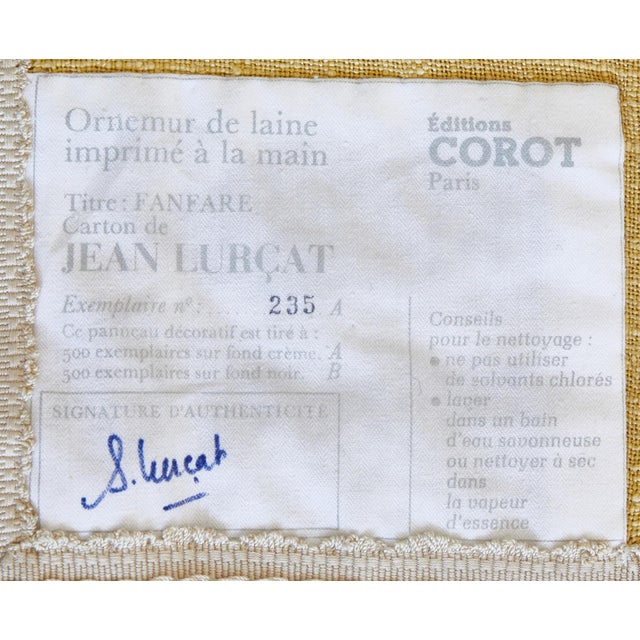 Ornemur de laine
imprimé à la main
Titre : FANFARE
Carton de
JEAN LURÇAT
Exemplaire nº : .... 235 A
Ce panneau décoratif est tiré à :
500 exemplaires sur fond crème. A
500 exemplaires sur fond noir. B
SIGNATURE D'AUTHENTICITÉ
S. Lurçat
Éditions
COROT
Paris
Conseils
pour le nettoyage :
• ne pas utiliser
de solvants chlorés
• laver
dans un bain
d'eau savonneuse
ou nettoyer à sec
dans
la vapeur
d'essence